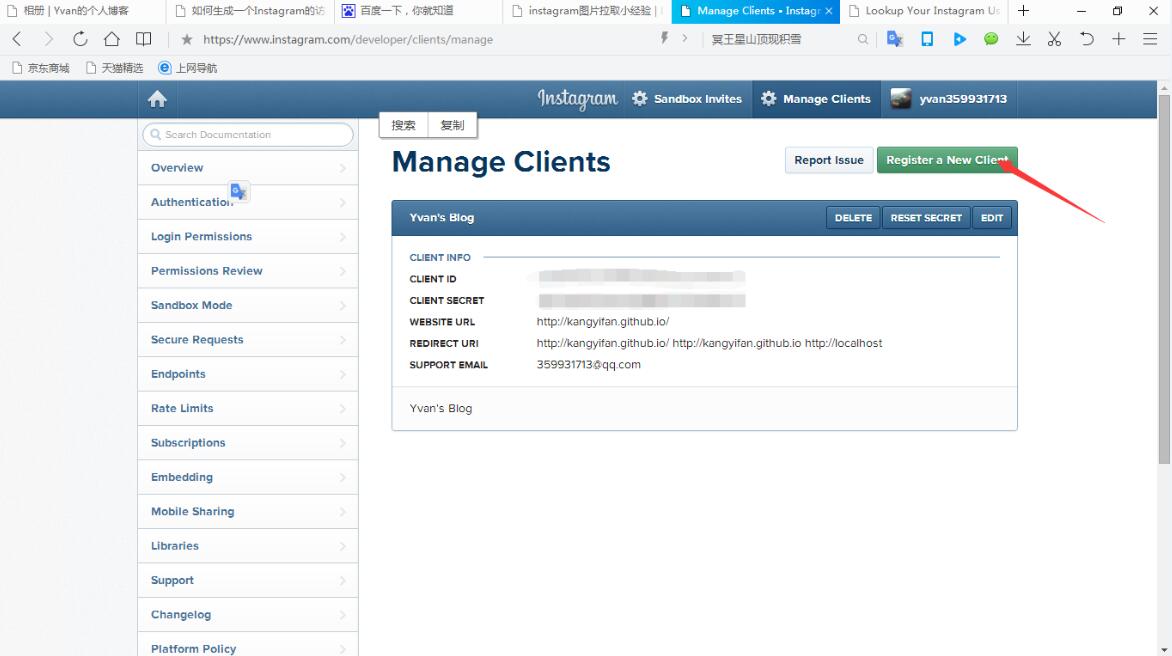 相册 | Yvan的个人博客
如何生成一个Instagram的访
百度一下，你就知道
instagram图片拉取小经验 |
Manage Clients • Instagr
Lookup Your Instagram Us
https://www.instagram.com/developer/clients/manage
冥王星山顶现积雪
京东商城
天猫精选
上网导航
Instagram
Sandbox Invites
Manage Clients
yvan359931713
Search Documentation
Overview
Authentication
Login Permissions
Permissions Review
Sandbox Mode
Secure Requests
Endpoints
Rate Limits
Subscriptions
Embedding
Mobile Sharing
Libraries
Support
Changelog
Platform Policy
搜索
复制
Manage Clients
Report Issue
Register a New Client
Yvan's Blog
DELETE
RESET SECRET
EDIT
CLIENT INFO
CLIENT ID
CLIENT SECRET
WEBSITE URL http://kangyifan.github.io/
REDIRECT URI http://kangyifan.github.io/ http://kangyifan.github.io http://localhost
SUPPORT EMAIL 359931713@qq.com
Yvan's Blog